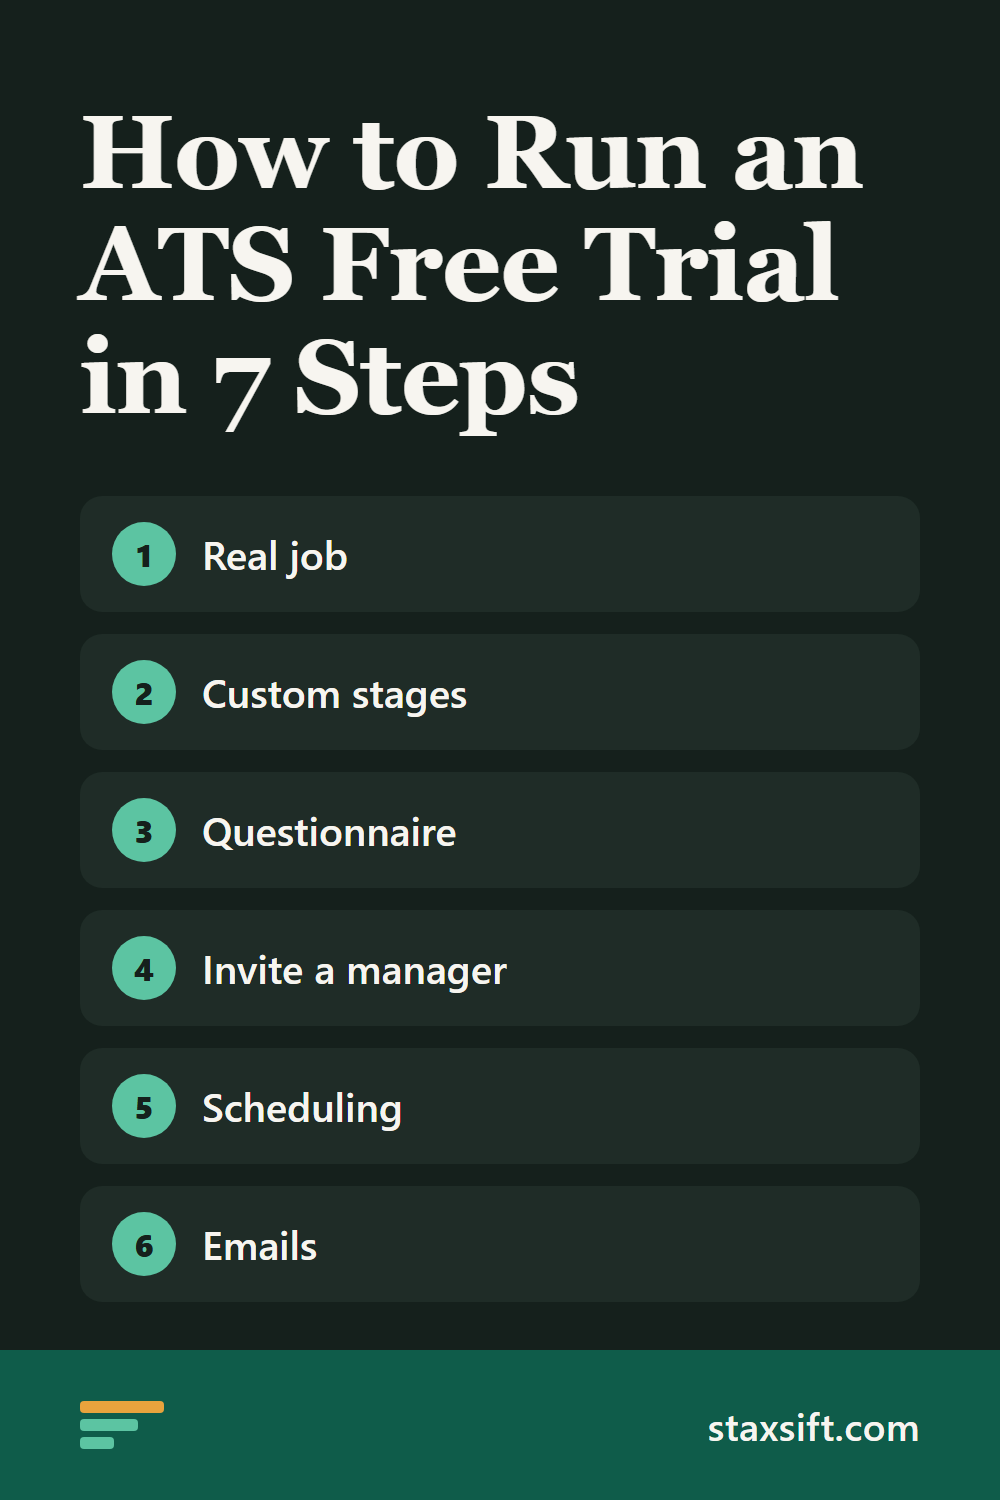 How to Run an
ATS Free Trial
in 7 Steps
1 Real job
2 Custom stages
3 Questionnaire
4 Invite a manager
5 Scheduling
6 Emails
staxsift.com